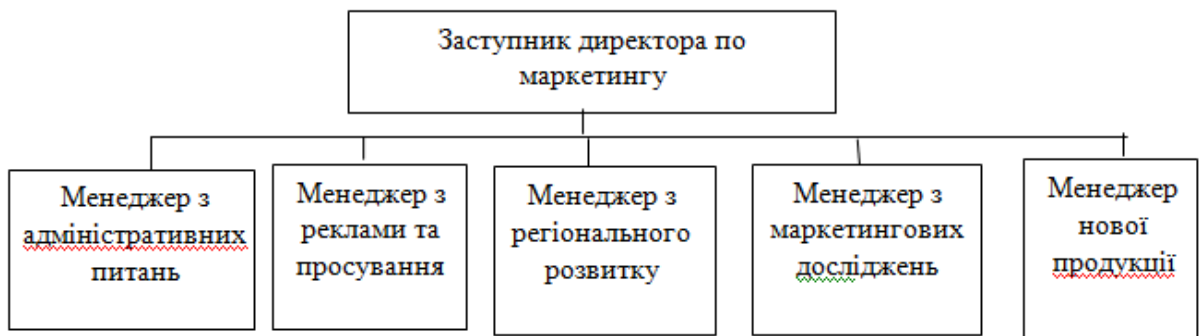 Заступник директора по
маркетингу
Менеджер з
адміністративних
питань
Менеджер з
реклами та
просування
Менеджер з
регіонального
розвитку
Менеджер з
маркетингових
досліджень
Менеджер
нової
продукції